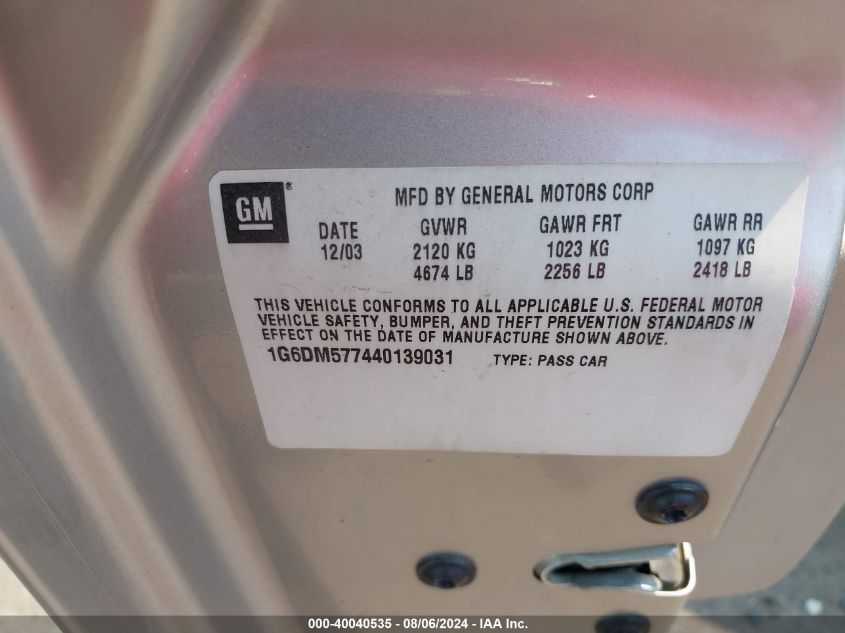 GM ®
MFD BY GENERAL MOTORS CORP
DATE GVWR GAWR FRT GAWR RR
12/03 2120 KG 1023 KG 1097 KG
4674 LB 2256 LB 2418 LB
THIS VEHICLE CONFORMS TO ALL APPLICABLE U.S. FEDERAL MOTOR
VEHICLE SAFETY, BUMPER, AND THEFT PREVENTION STANDARDS IN
EFFECT ON THE DATE OF MANUFACTURE SHOWN ABOVE.
1G6DM577440139031 TYPE: PASS CAR
000-40040535 - 08/06/2024 - IAA Inc.